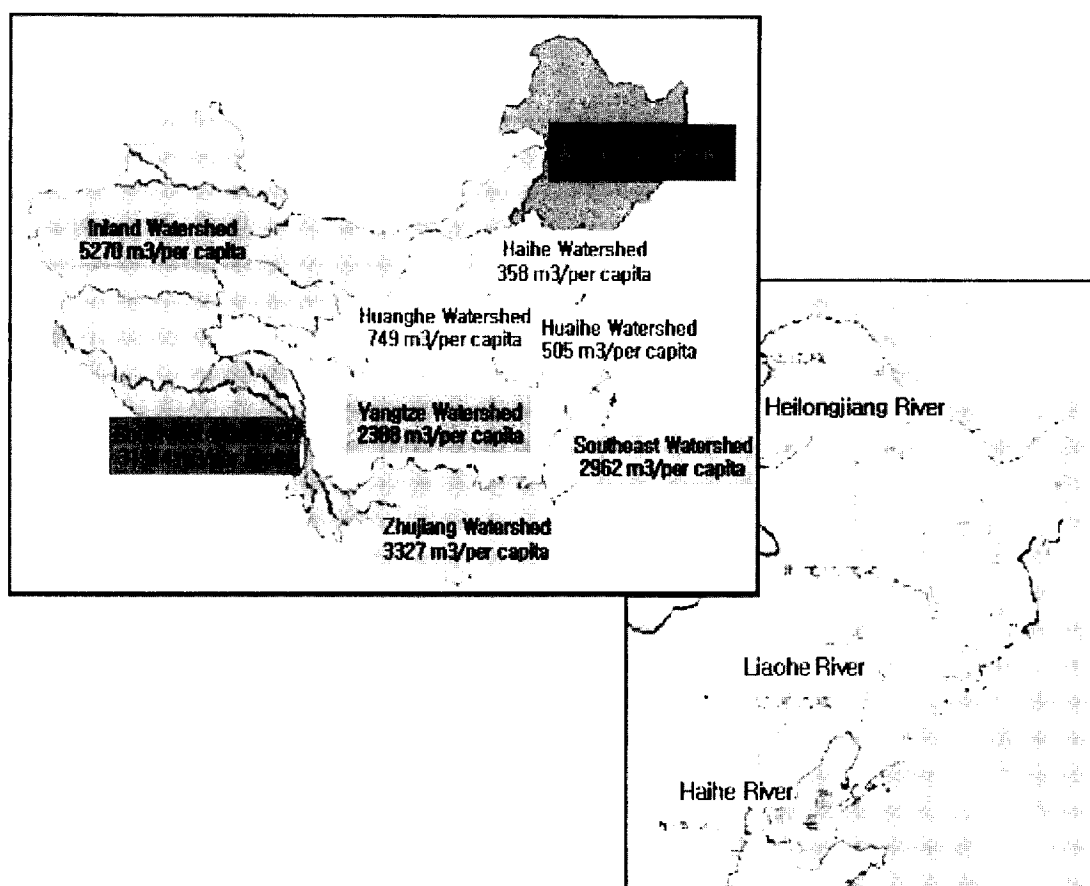 Inland Watershed
5270 m3/per capita
Haihe Watershed
358 m3/per capita
Huanghe Watershed
749 m3/per capita
Huaihe Watershed
505 m3/per capita
Yangtze Watershed
2388 m3/per capita
Southeast Watershed
2962 m3/per capita
Zhujiang Watershed
3327 m3/per capita
Heilongjiang River
Liaohe River
Haihe River